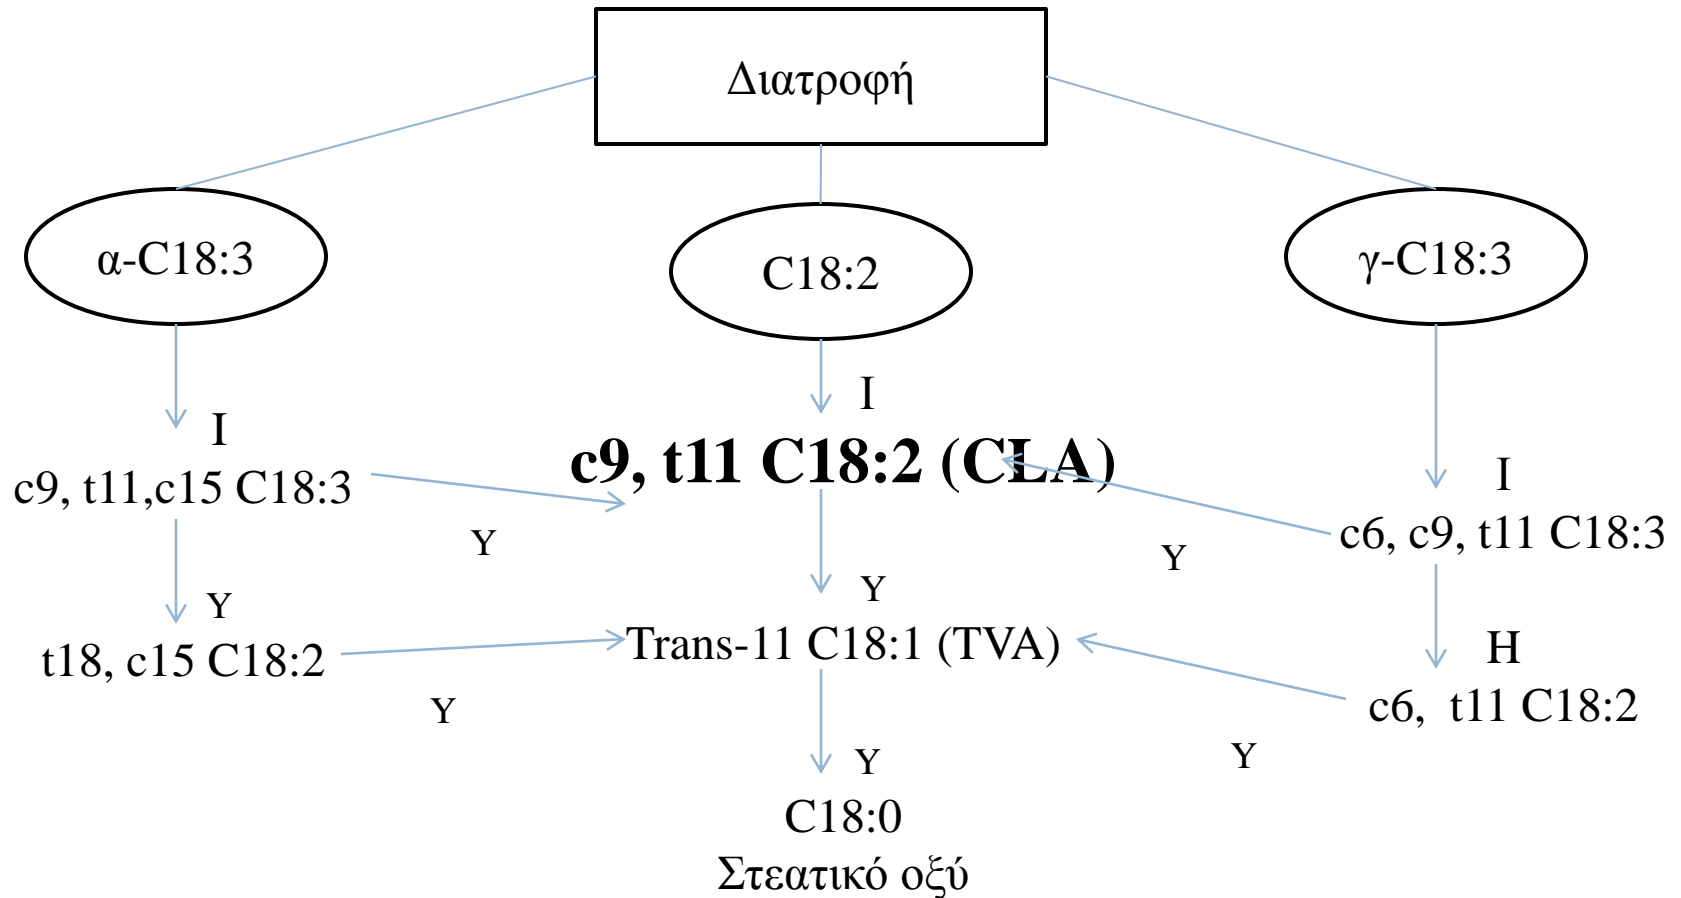 Διατροφή
α-C18:3
C18:2
γ-C18:3
I
I
c9, t11 C18:2 (CLA)
I
c9, t11,c15 C18:3
c6, c9, t11 C18:3
Y
Y
Y
Y
t18, c15 C18:2
Trans-11 C18:1 (TVA)
H
c6, t11 C18:2
Y
Y
Y
C18:0
Στεατικό οξύ